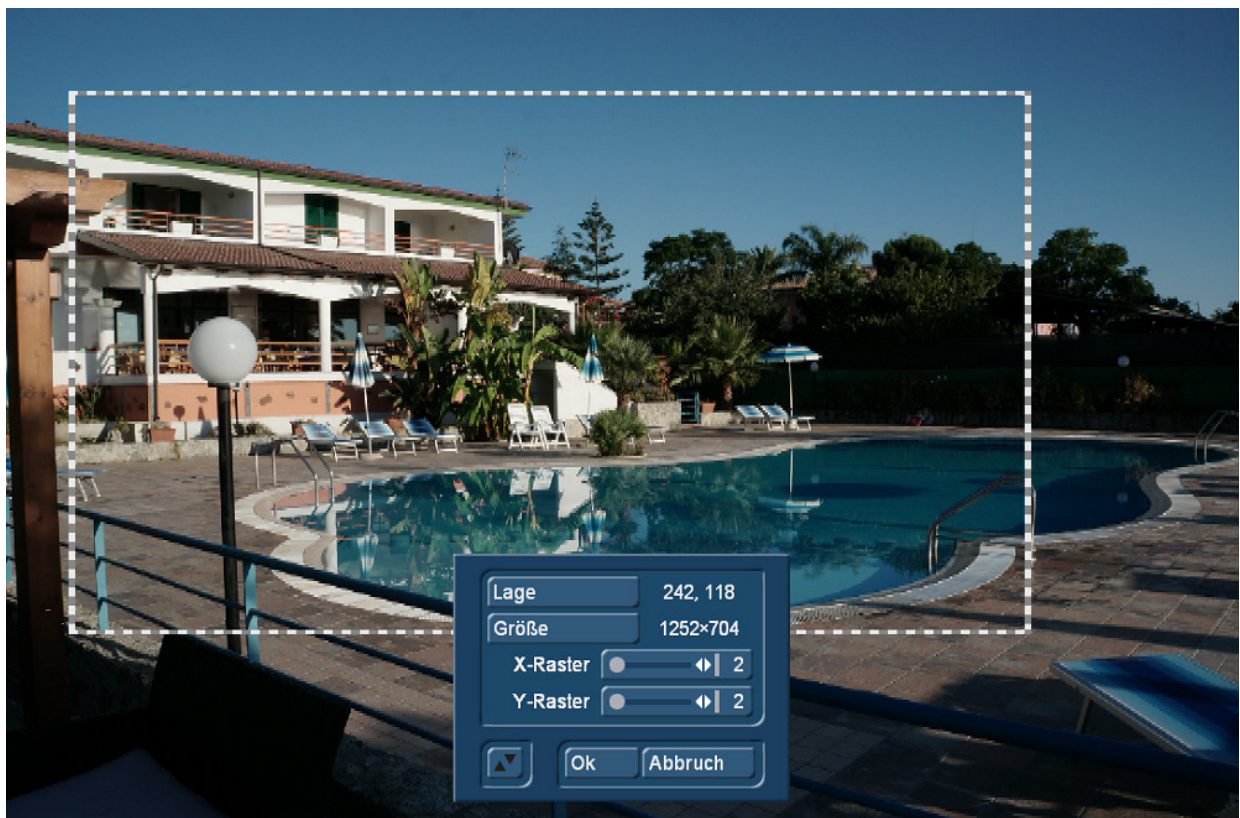 Lage 242, 118
Größe 1252×704
X-Raster 2
Y-Raster 2
Ok Abbruch